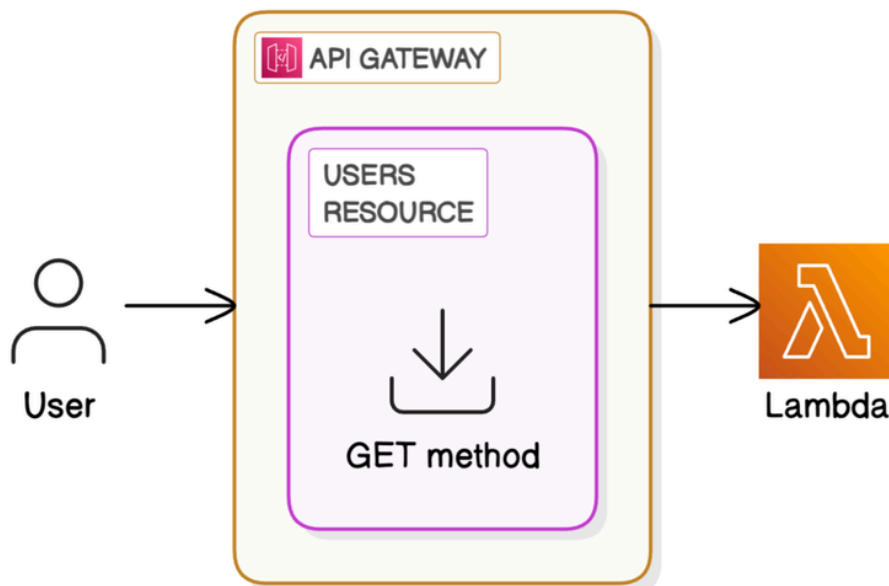 API GATEWAY
USERS
RESOURCE
User
GET method
Lambda